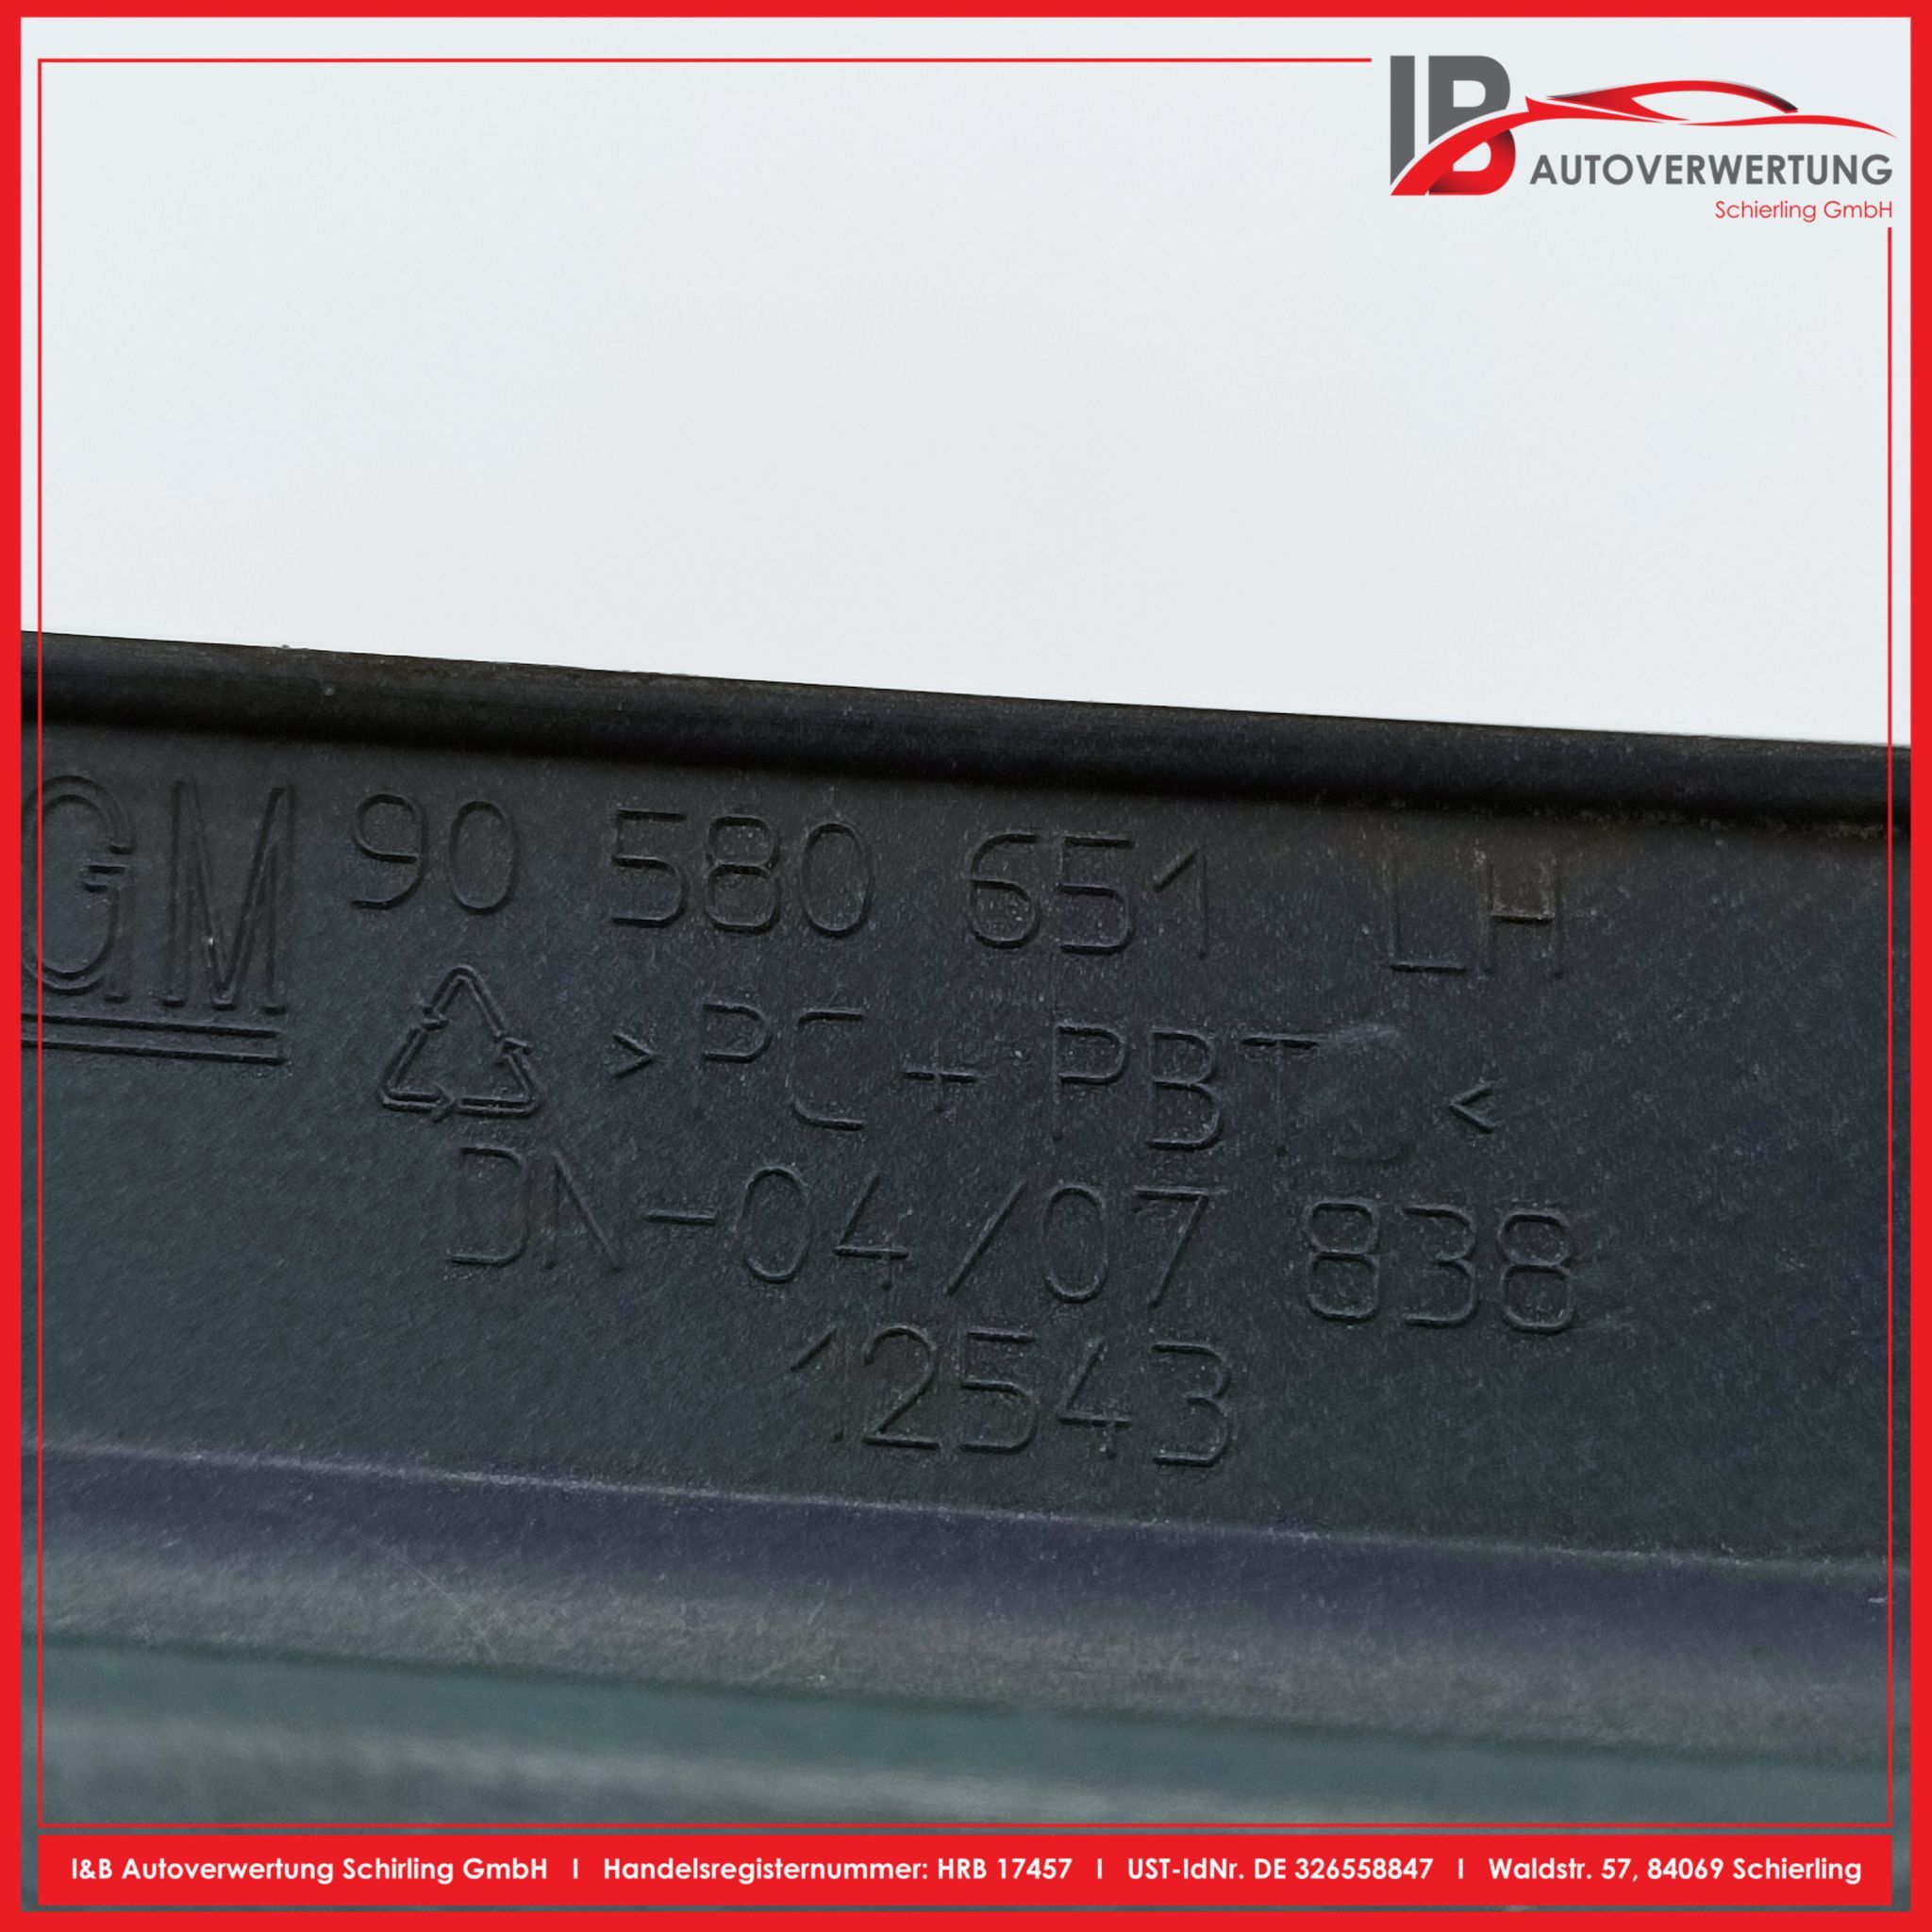 IB
AUTOVERWERTUNG
Schierling GmbH
GM 90 580 651 LH
>PC+PBT <
DN-04/07 838
12543
I&B Autoverwertung Schirling GmbH I Handelsregisternummer: HRB 17457 I UST-IdNr. DE 326558847 I Waldstr. 57, 84069 Schierling